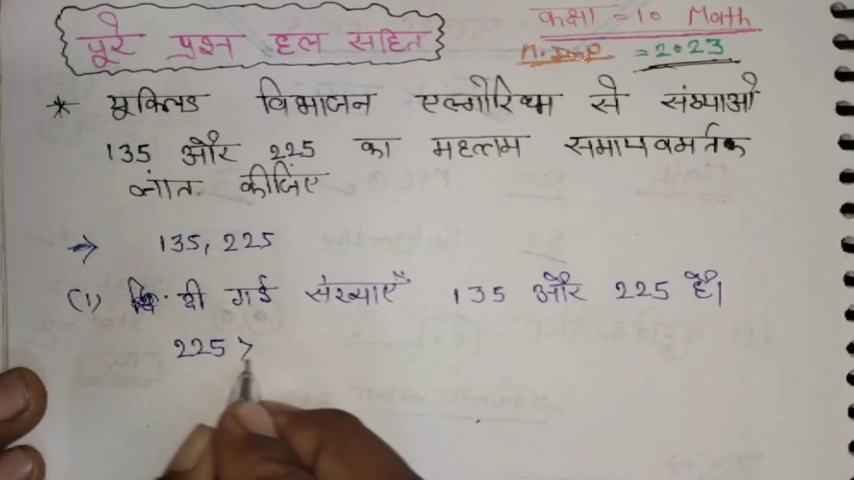 पूरे प्रश्न हल सहित
कक्षा = 10 Math
= 2023
* यूक्लिड विभाजन एल्गोरिथ्म से संख्याओ
135 और 225 का महत्तम समापवर्तक
ज्ञात कीजिए
→ 135, 225
(1) दी गई संख्याएँ 135 और 225 है।
225 >